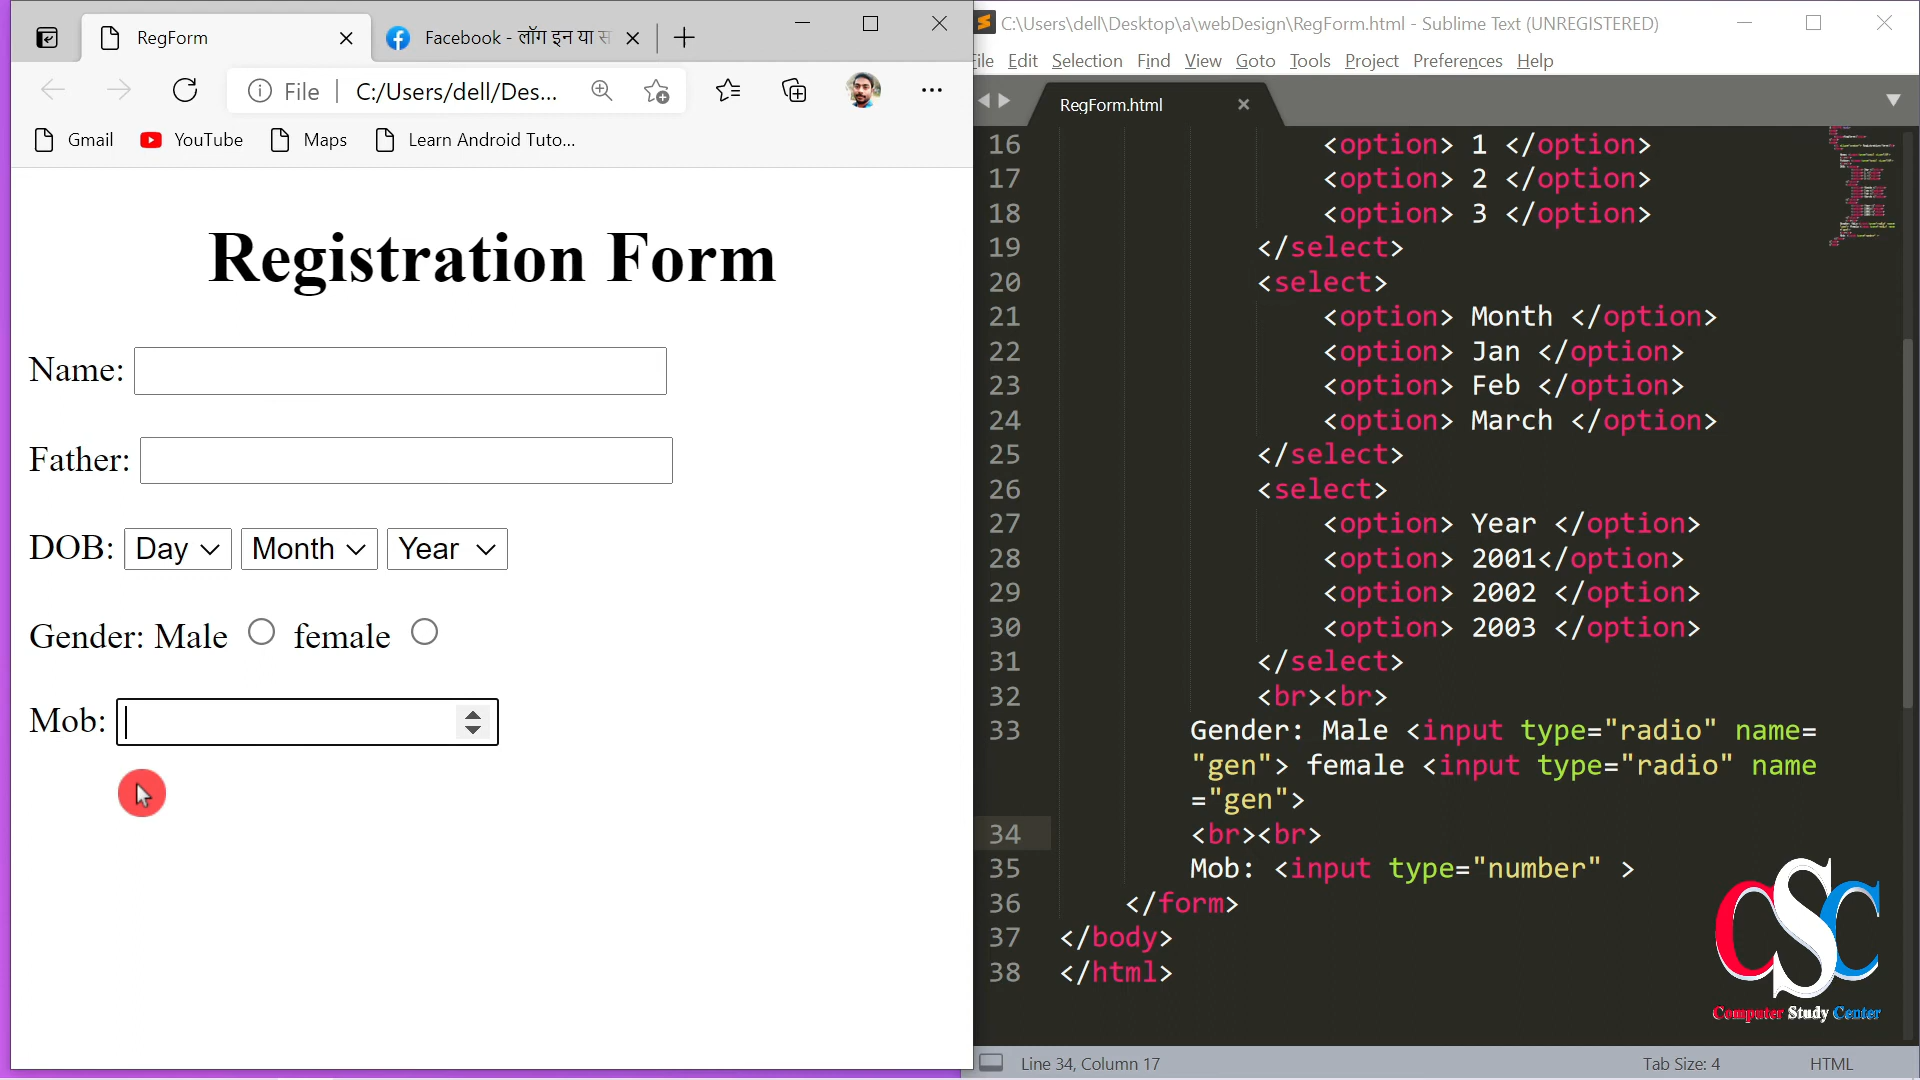 RegForm
Facebook - लॉग इन या स
File
C:/Users/dell/Des...
Gmail
YouTube
Maps
Learn Android Tuto...
Registration Form
Name:
Father:
DOB: Day Month Year
Gender: Male female
Mob:
C:\Users\dell\Desktop\a\webDesign\RegForm.html - Sublime Text (UNREGISTERED)
ile Edit Selection Find View Goto Tools Project Preferences Help
RegForm.html
16 <option> 1 </option>
17 <option> 2 </option>
18 <option> 3 </option>
19 </select>
20 <select>
21 <option> Month </option>
22 <option> Jan </option>
23 <option> Feb </option>
24 <option> March </option>
25 </select>
26 <select>
27 <option> Year </option>
28 <option> 2001</option>
29 <option> 2002 </option>
30 <option> 2003 </option>
31 </select>
32 <br><br>
33 Gender: Male <input type="radio" name=
"gen"> female <input type="radio" name
="gen">
34 <br><br>
35 Mob: <input type="number" >
36 </form>
37 </body>
38 </html>
CSC
Computer Study Center
Line 34, Column 17
Tab Size: 4
HTML